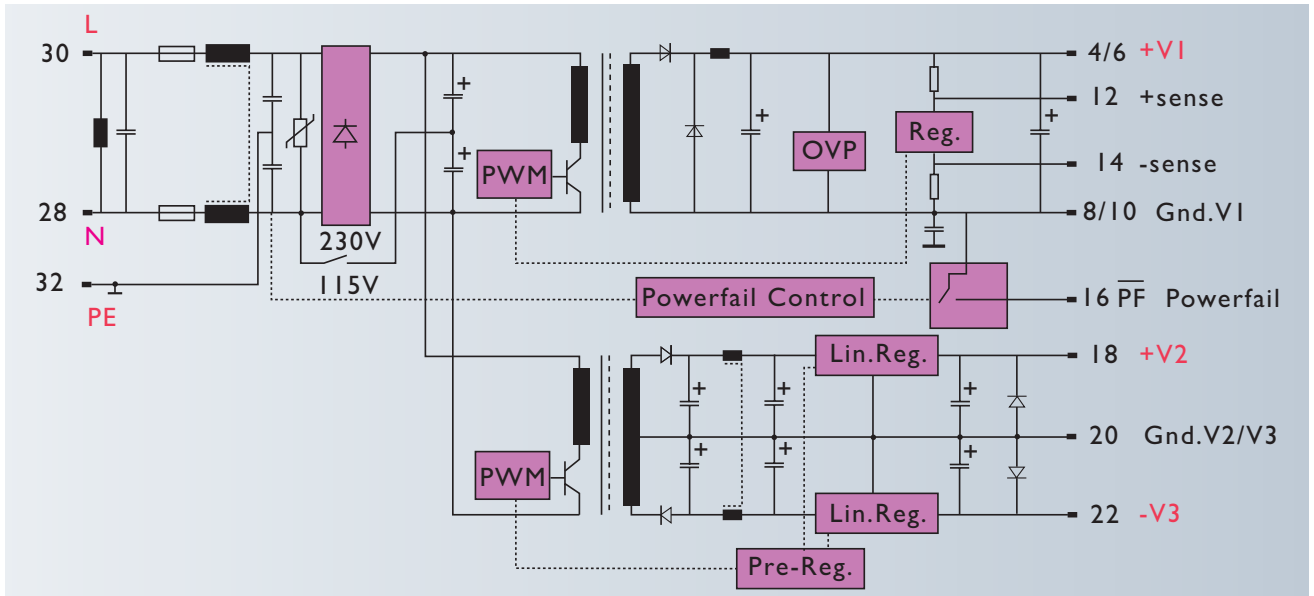 L
30
4/6 +V1
12 +sense
Reg.
OVP
14 -sense
PWM
28
8/10 Gnd.V1
N
230V
32
115V
Powerfail Control
16 PF Powerfail
PE
Lin.Reg.
18 +V2
20 Gnd.V2/V3
PWM
Lin.Reg.
22 -V3
Pre-Reg.
+
+
+
+
+
+
+
+
+
+